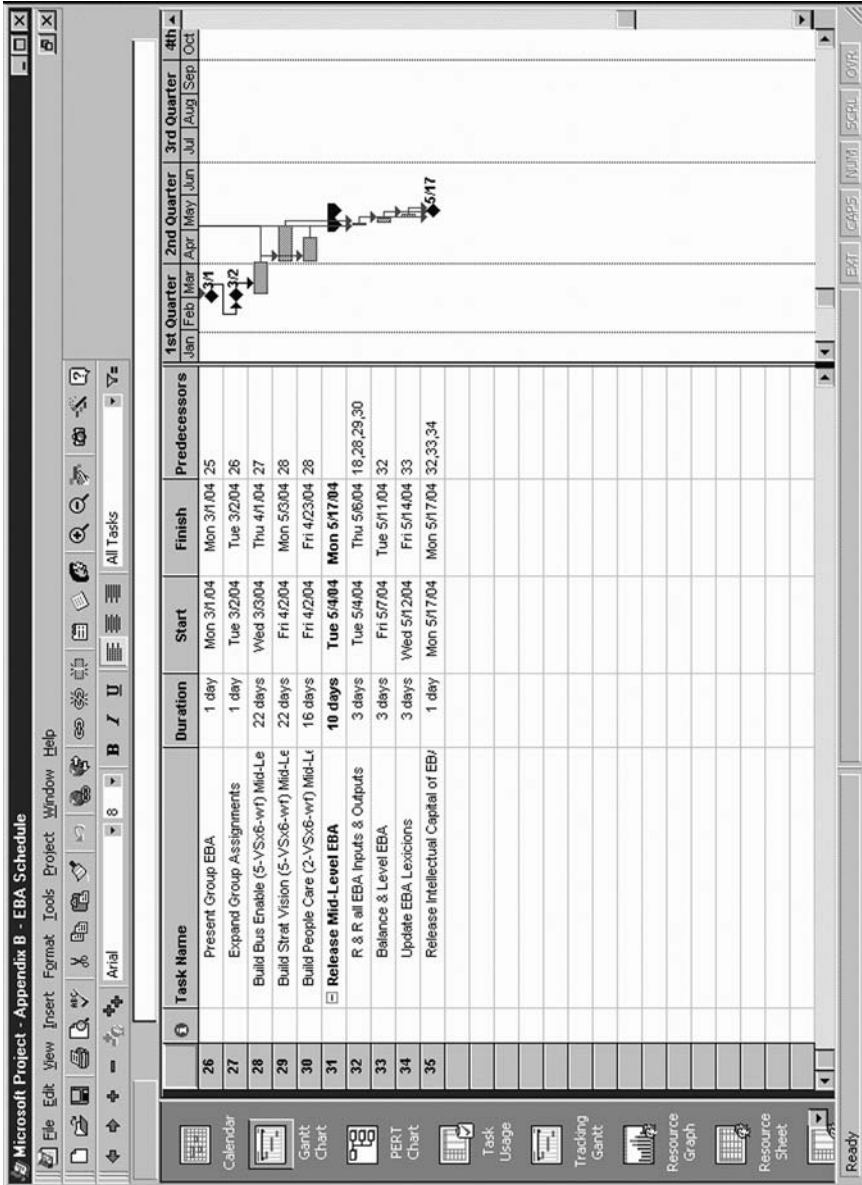 Microsoft Project - Appendix B - EBA Schedule
File Edit View Insert Format Tools Project Window Help
Arial 8 B I U All Tasks
Calendar
Gantt Chart
PERT Chart
Task Usage
Tracking Gantt
Resource Graph
Resource Sheet
Task Name Duration Start Finish Predecessors
26 Present Group EBA 1 day Mon 3/1/04 Mon 3/1/04 25
27 Expand Group Assignments 1 day Tue 3/2/04 Tue 3/2/04 26
28 Build Bus Enable (5-VSx6-wf) Mid-Le 22 days Wed 3/3/04 Thu 4/1/04 27
29 Build Strat Vision (5-VSx6-wf) Mid-Le 22 days Fri 4/2/04 Mon 5/3/04 28
30 Build People Care (2-VSx6-wf) Mid-Le 16 days Fri 4/2/04 Fri 4/23/04 28
31 Release Mid-Level EBA 10 days Tue 5/4/04 Mon 5/17/04
32 R & R all EBA Inputs & Outputs 3 days Tue 5/4/04 Thu 5/6/04 18,28,29,30
33 Balance & Level EBA 3 days Fri 5/7/04 Tue 5/11/04 32
34 Update EBA Lexicions 3 days Wed 5/12/04 Fri 5/14/04 33
35 Release Intellectual Capital of EB 1 day Mon 5/17/04 Mon 5/17/04 32,33,34
1st Quarter 2nd Quarter 3rd Quarter 4th
Jan Feb Mar Apr May Jun Jul Aug Sep Oct
3/1
3/2
5/17
Ready EXT CAPS NUM SCRL OVR